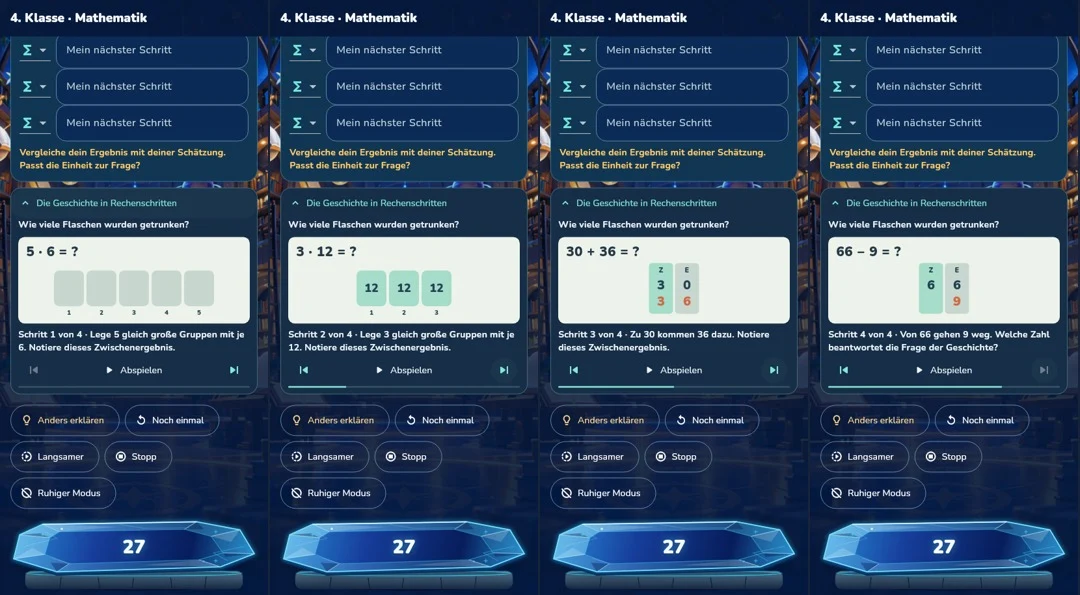 4. Klasse · Mathematik
Σ Mein nächster Schritt
Σ Mein nächster Schritt
Σ Mein nächster Schritt
Vergleiche dein Ergebnis mit deiner Schätzung.
Passt die Einheit zur Frage?
Die Geschichte in Rechenschritten
Wie viele Flaschen wurden getrunken?
5 · 6 = ?
1 2 3 4 5
Schritt 1 von 4 · Lege 5 gleich große Gruppen mit je
6. Notiere dieses Zwischenergebnis.
Abspielen
Anders erklären
Noch einmal
Langsamer
Stopp
Ruhiger Modus
27
4. Klasse · Mathematik
Σ Mein nächster Schritt
Σ Mein nächster Schritt
Σ Mein nächster Schritt
Vergleiche dein Ergebnis mit deiner Schätzung.
Passt die Einheit zur Frage?
Die Geschichte in Rechenschritten
Wie viele Flaschen wurden getrunken?
3 · 12 = ?
12 12 12
1 2 3
Schritt 2 von 4 · Lege 3 gleich große Gruppen mit je
12. Notiere dieses Zwischenergebnis.
Abspielen
Anders erklären
Noch einmal
Langsamer
Stopp
Ruhiger Modus
27
4. Klasse · Mathematik
Σ Mein nächster Schritt
Σ Mein nächster Schritt
Σ Mein nächster Schritt
Vergleiche dein Ergebnis mit deiner Schätzung.
Passt die Einheit zur Frage?
Die Geschichte in Rechenschritten
Wie viele Flaschen wurden getrunken?
30 + 36 = ?
Z E
3 0
3 6
Schritt 3 von 4 · Zu 30 kommen 36 dazu. Notiere
dieses Zwischenergebnis.
Abspielen
Anders erklären
Noch einmal
Langsamer
Stopp
Ruhiger Modus
27
4. Klasse · Mathematik
Σ Mein nächster Schritt
Σ Mein nächster Schritt
Σ Mein nächster Schritt
Vergleiche dein Ergebnis mit deiner Schätzung.
Passt die Einheit zur Frage?
Die Geschichte in Rechenschritten
Wie viele Flaschen wurden getrunken?
66 − 9 = ?
Z E
6 6
9
Schritt 4 von 4 · Von 66 gehen 9 weg. Welche Zahl
beantwortet die Frage der Geschichte?
Abspielen
Anders erklären
Noch einmal
Langsamer
Stopp
Ruhiger Modus
27